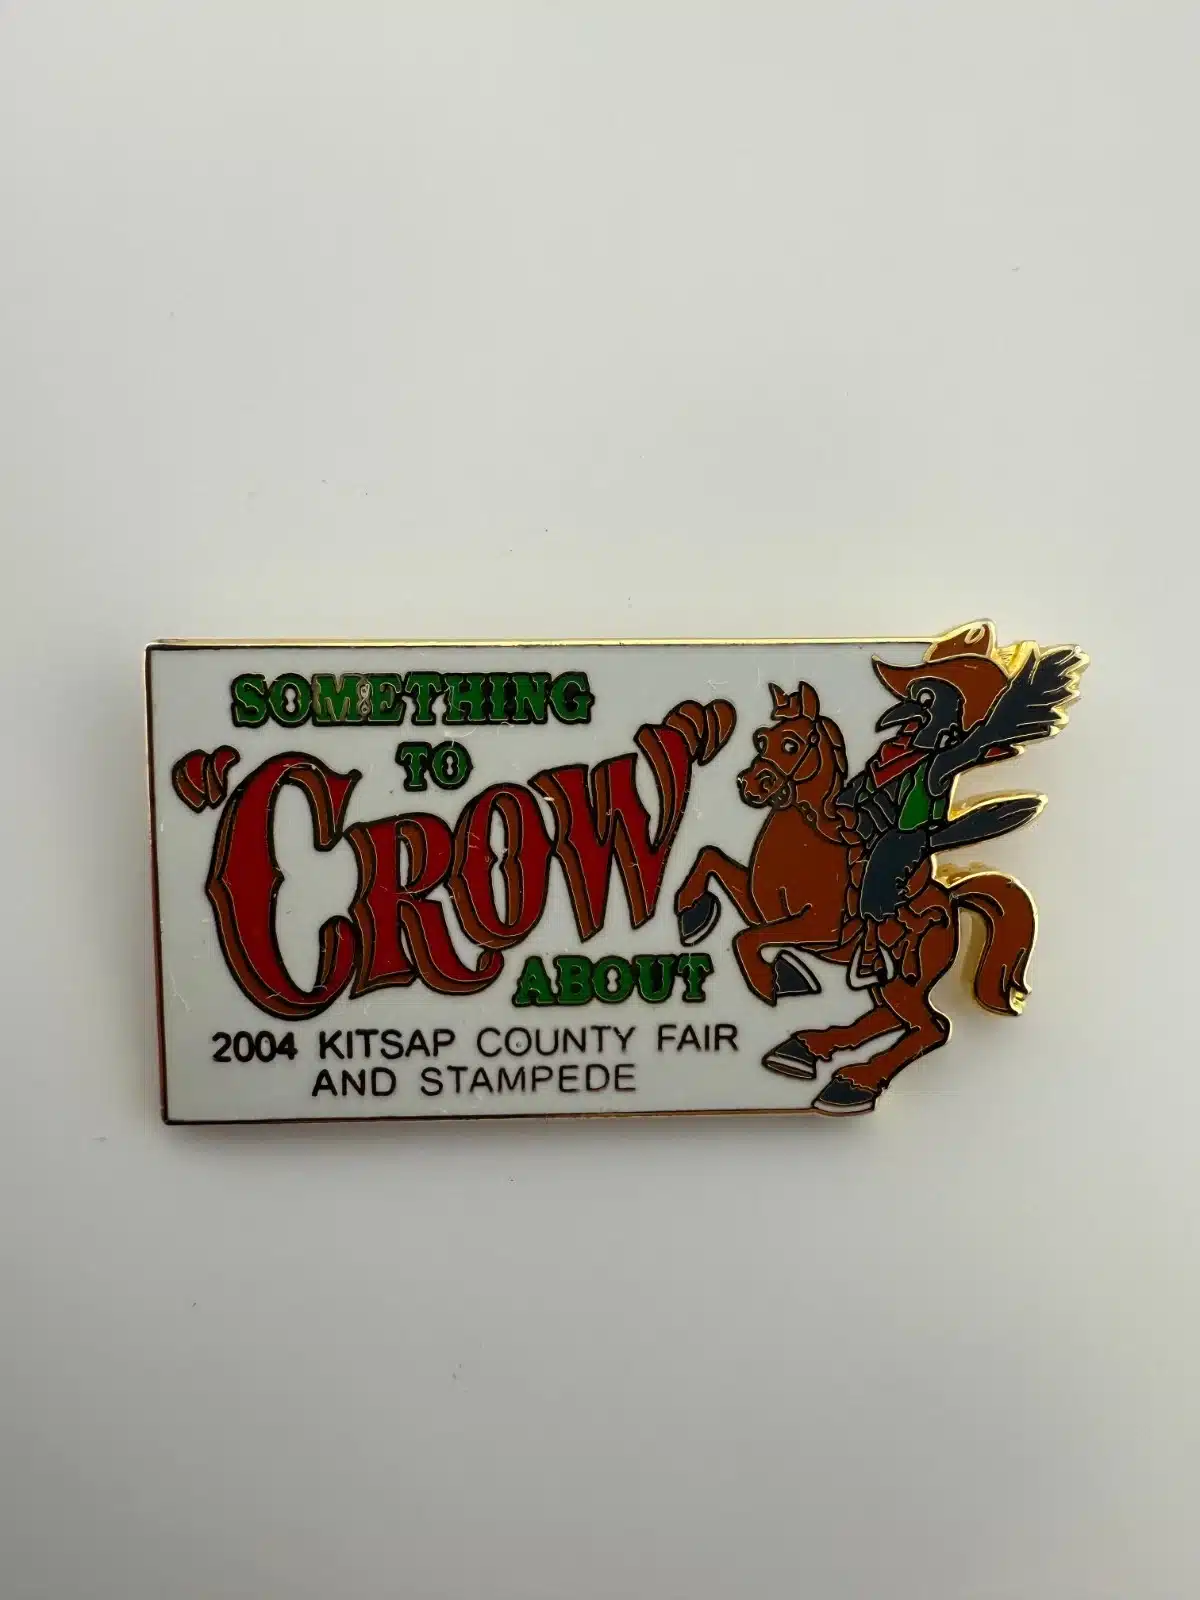 SOMETHING
TO
"CROW"
ABOUT
2004 KITSAP COUNTY FAIR
AND STAMPEDE